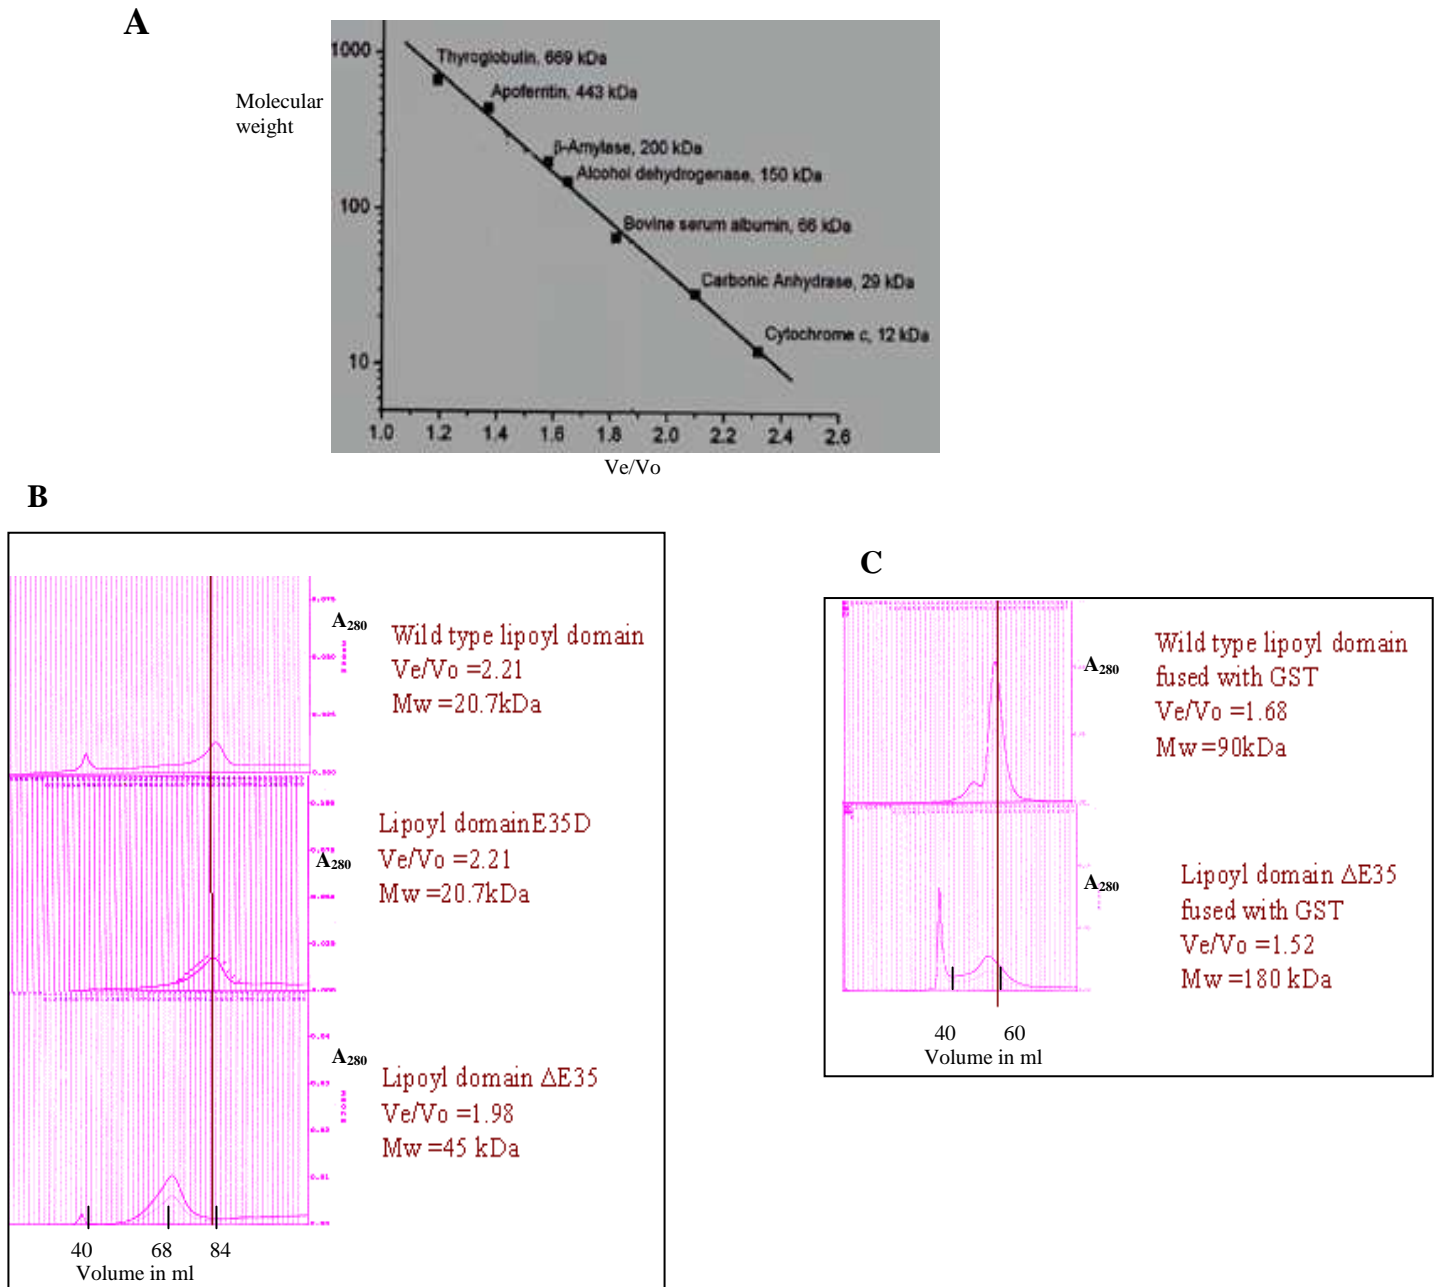 A
1000
Thyroglobulin, 669 kDa
Apoferritin, 443 kDa
Molecular
weight
β-Amylase, 200 kDa
Alcohol dehydrogenase, 150 kDa
100
Bovine serum albumin, 66 kDa
Carbonic Anhydrase, 29 kDa
Cytochrome c, 12 kDa
10
1.0 1.2 1.4 1.6 1.8 2.0 2.2 2.4 2.6
Ve/Vo
B
A280
Wild type lipoyl domain
Ve/Vo =2.21
Mw =20.7kDa
Lipoyl domainE35D
A280
Ve/Vo =2.21
Mw =20.7kDa
A280
Lipoyl domain ΔE35
Ve/Vo =1.98
Mw =45 kDa
40 68 84
Volume in ml
C
A280
Wild type lipoyl domain
fused with GST
Ve/Vo =1.68
Mw=90kDa
A280
Lipoyl domain ΔE35
fused with GST
Ve/Vo =1.52
Mw =180 kDa
40 60
Volume in ml